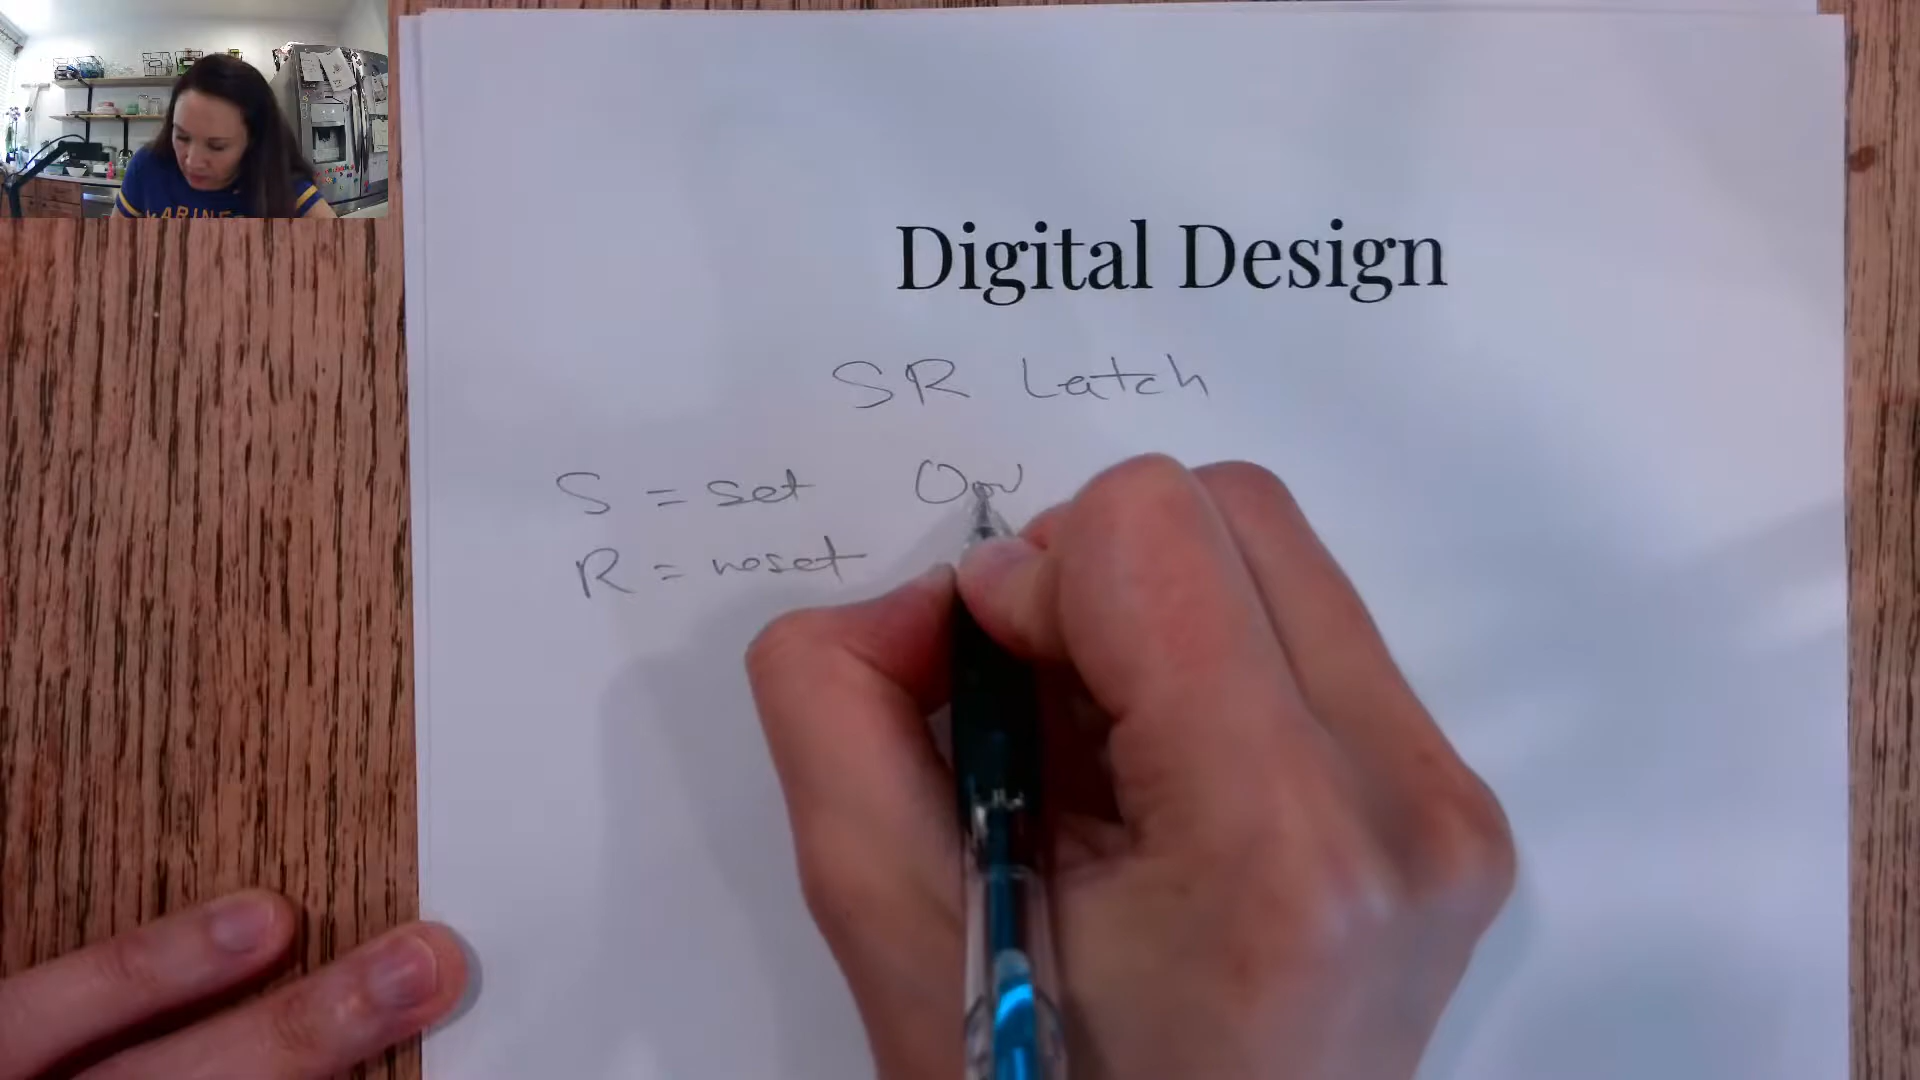 Digital Design
SR Latch
S = set
R = reset